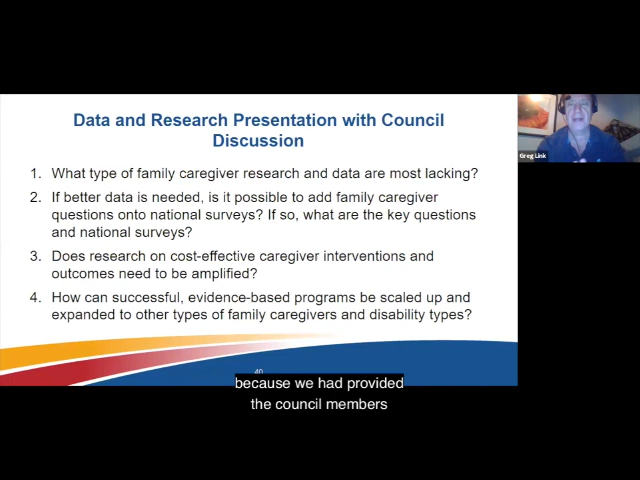 Data and Research Presentation with Council
Discussion
1. What type of family caregiver research and data are most lacking?
2. If better data is needed, is it possible to add family caregiver
questions onto national surveys? If so, what are the key questions
and national surveys?
3. Does research on cost-effective caregiver interventions and
outcomes need to be amplified?
4. How can successful, evidence-based programs be scaled up and
expanded to other types of family caregivers and disability types?
Greg Link
40
because we had provided
the council members